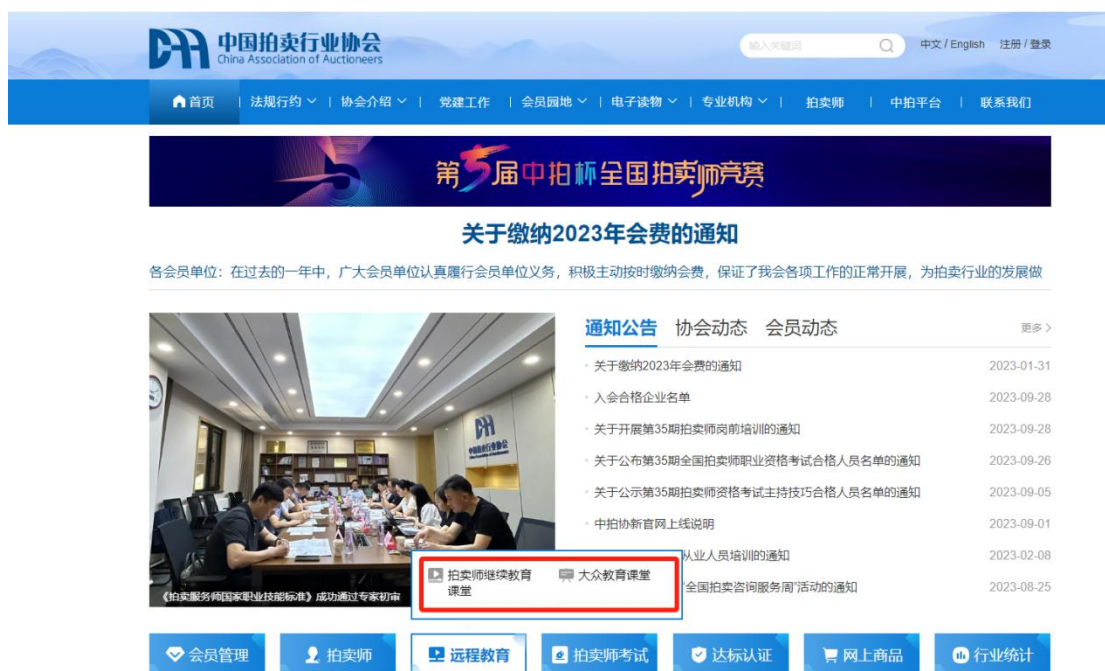 中国拍卖行业协会
China Association of Auctioneers
输入关键词
中文 / English 注册 / 登录
首页 | 法规行约 | 协会介绍 | 党建工作 | 会员园地 | 电子读物 | 专业机构 | 拍卖师 | 中拍平台 | 联系我们
第5届中拍杯全国拍卖师竞赛
关于缴纳2023年会费的通知
各会员单位：在过去的一年中，广大会员单位认真履行会员单位义务，积极主动按时缴纳会费，保证了我会各项工作的正常开展，为拍卖行业的发展做
通知公告 协会动态 会员动态 更多 >
关于缴纳2023年会费的通知 2023-01-31
入会合格企业名单 2023-09-28
关于开展第35期拍卖师岗前培训的通知 2023-09-28
关于公布第35期全国拍卖师职业资格考试合格人员名单的通知 2023-09-26
关于公示第35期拍卖师资格考试主持技巧合格人员名单的通知 2023-09-05
中拍协新官网上线说明 2023-09-01
从业人员培训的通知 2023-02-08
“全国拍卖咨询服务周”活动的通知 2023-08-25
中国拍卖行业协会
《拍卖服务师国家职业技能标准》成功通过专家初审
拍卖师继续教育
课堂
大众教育课堂
会员管理 拍卖师 远程教育 拍卖师考试 达标认证 网上商品 行业统计